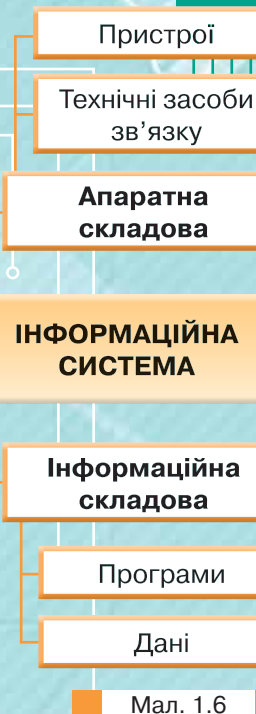 Пристрої
Технічні засоби
зв’язку
Апаратна
складова
ІНФОРМАЦІЙНА
СИСТЕМА
Інформаційна
складова
Програми
Дані
Мал. 1.6